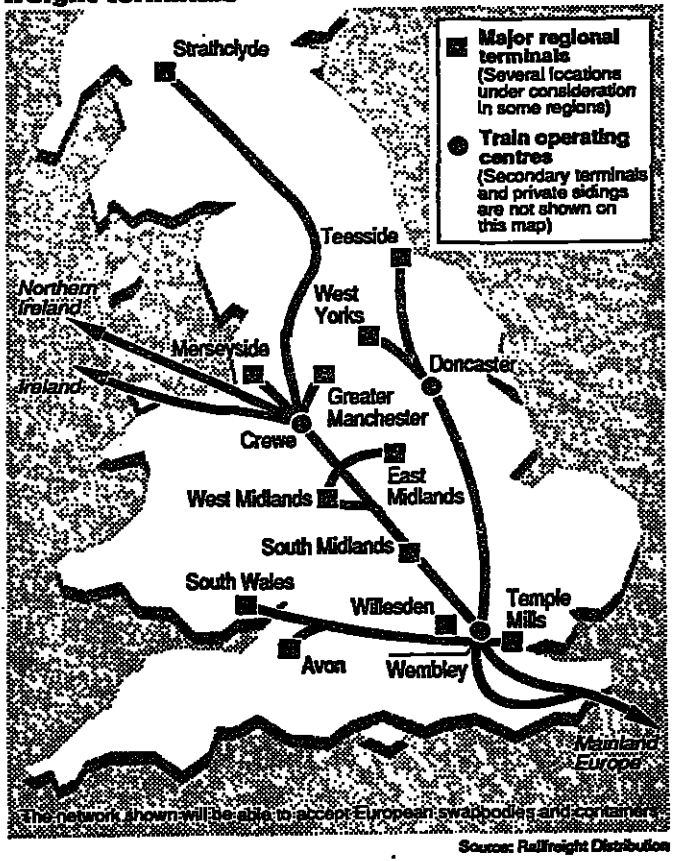 freight terminals
Strathclyde
Major regional
terminals
(Several locations
under consideration
in some regions)
Train operating
centres
(Secondary terminals
and private sidings
are not shown on
this map)
Teesside
Northern
Ireland
West
Yorks
Merseyside
Doncaster
Ireland
Greater
Manchester
Crewe
East
Midlands
West Midlands
South Midlands
South Wales
Willesden
Temple
Mills
Avon
Wembley
Mainland
Europe
The network shown will be able to accept European swapbodies and containers
Source: Railfreight Distribution